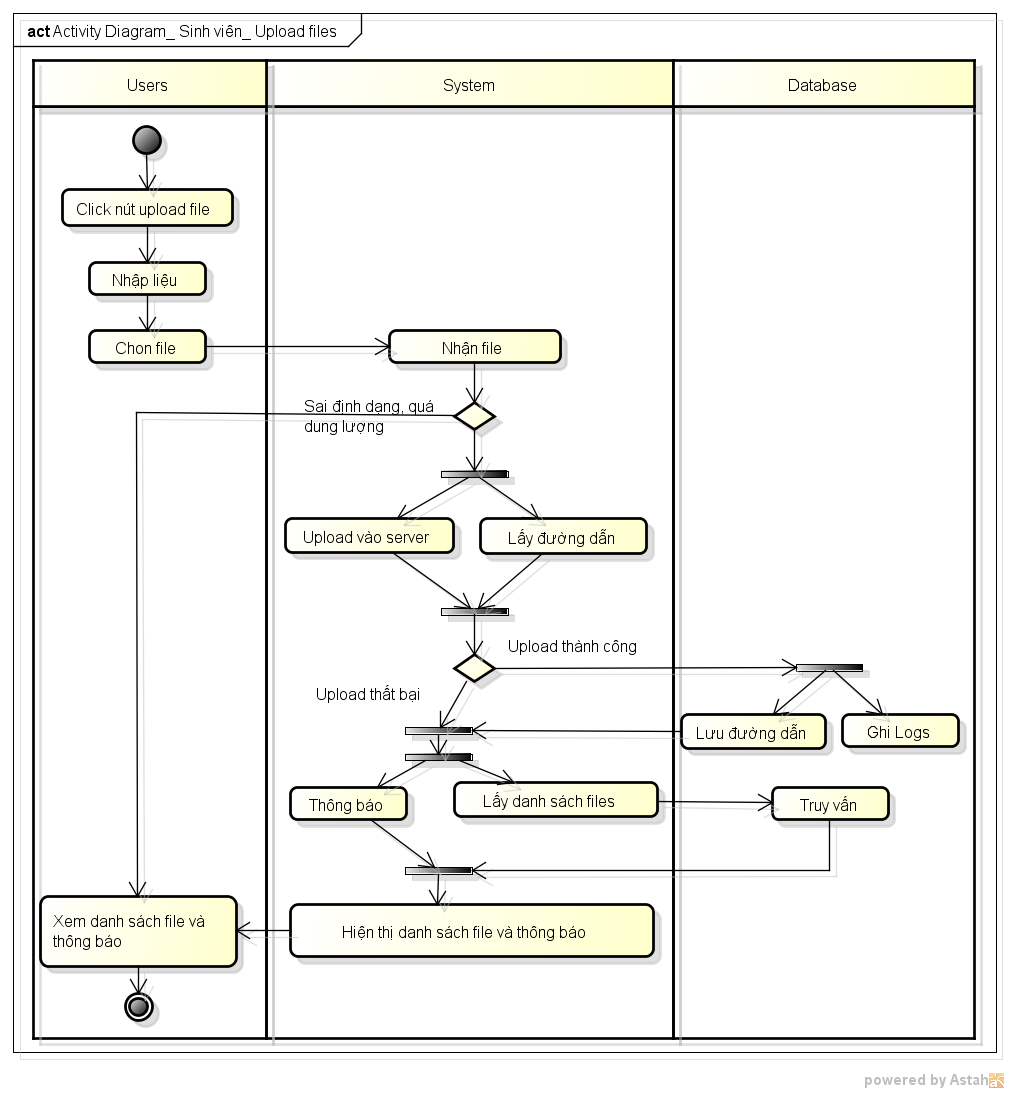 act Activity Diagram_ Sinh viên_ Upload files
Users
System
Database
Click nút upload file
Nhập liệu
Chon file
Nhận file
Sai định dạng, quá
dung lượng
Upload vào server
Lấy đường dẫn
Upload thành công
Upload thất bại
Lưu đường dẫn
Ghi Logs
Thông báo
Lấy danh sách files
Truy vấn
Xem danh sách file và
thông báo
Hiện thị danh sách file và thông báo
powered by Astah